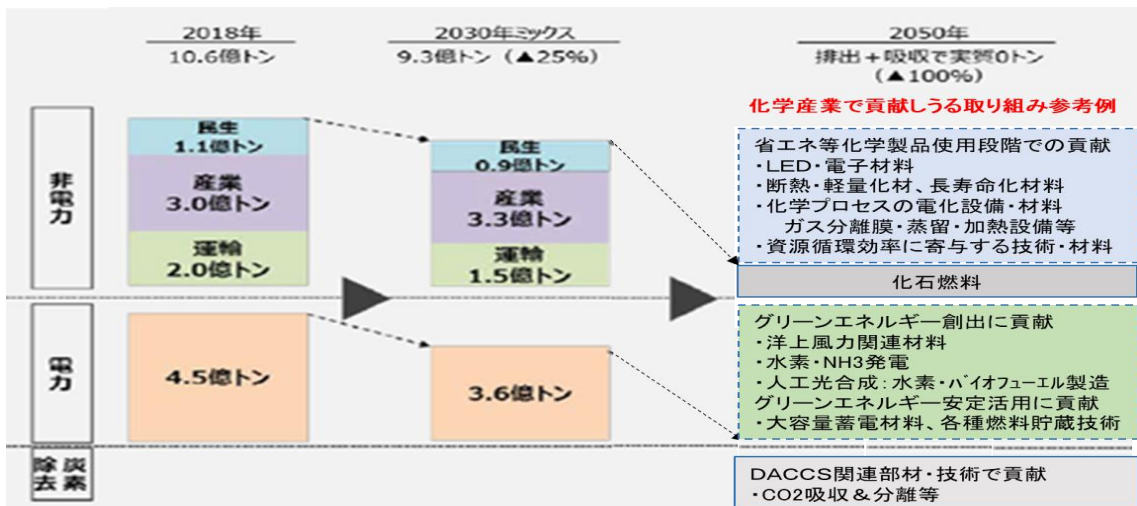 2018年
10.6億トン
2030年ミックス
9.3億トン（▲25%）
2050年
排出＋吸収で実質0トン
（▲100%）
化学産業で貢献しうる取り組み参考例
非電力
民生
1.1億トン
産業
3.0億トン
運輸
2.0億トン
民生
0.9億トン
産業
3.3億トン
運輸
1.5億トン
省エネ等化学製品使用段階での貢献
・LED・電子材料
・断熱・軽量化材、長寿命化材料
・化学プロセスの電化設備・材料
ガス分離膜・蒸留・加熱設備等
・資源循環効率に寄与する技術・材料
化石燃料
電力
4.5億トン
3.6億トン
グリーンエネルギー創出に貢献
・洋上風力関連材料
・水素・NH3発電
・人工光合成：水素・バイオフューエル製造
グリーンエネルギー安定活用に貢献
・大容量蓄電材料、各種燃料貯蔵技術
炭素
除去
DACCS関連部材・技術で貢献
・CO2吸収＆分離等